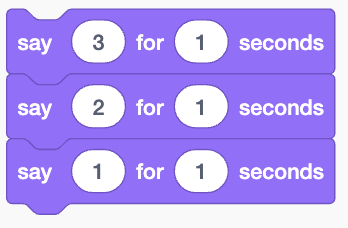 say 3 for 1 seconds
say 2 for 1 seconds
say 1 for 1 seconds